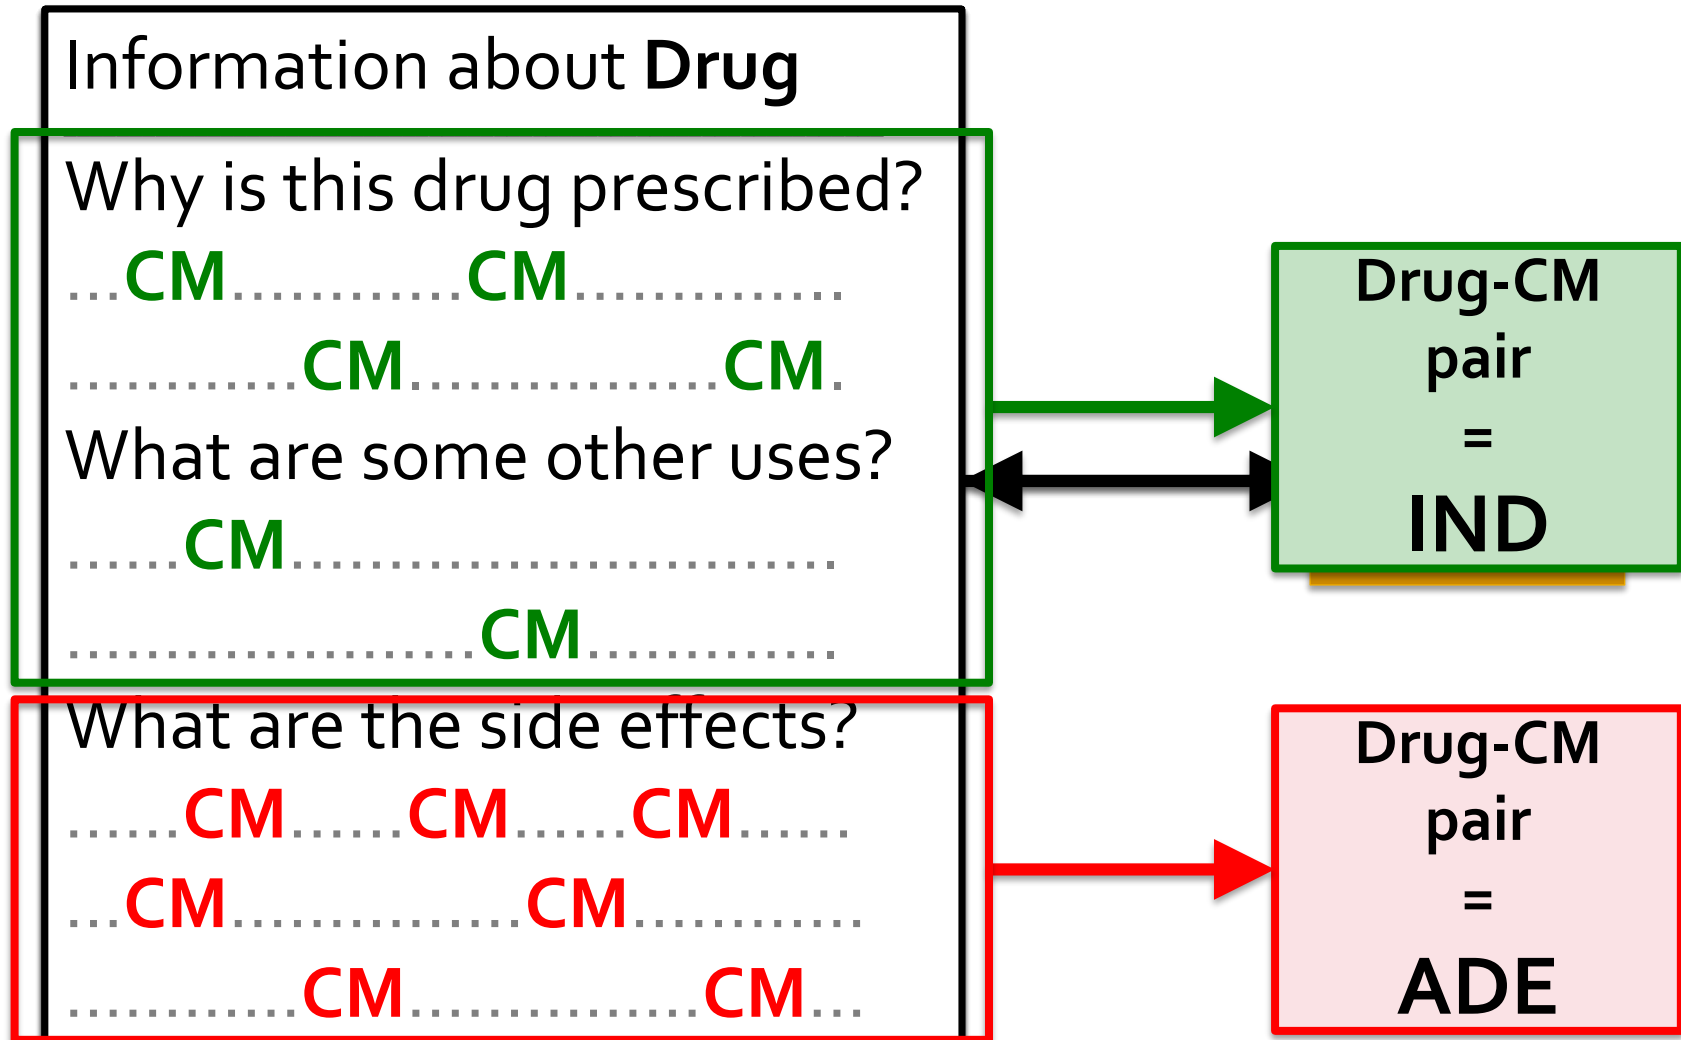 Information about Drug
Why is this drug prescribed?
...CM............CM..............
.............CM................CM.
What are some other uses?
......CM............................
.....................CM.............
What are the side effects?
......CM......CM......CM......
...CM...............CM............
............CM...............CM...
Drug-CM
pair
=
IND
Drug-CM
pair
=
ADE